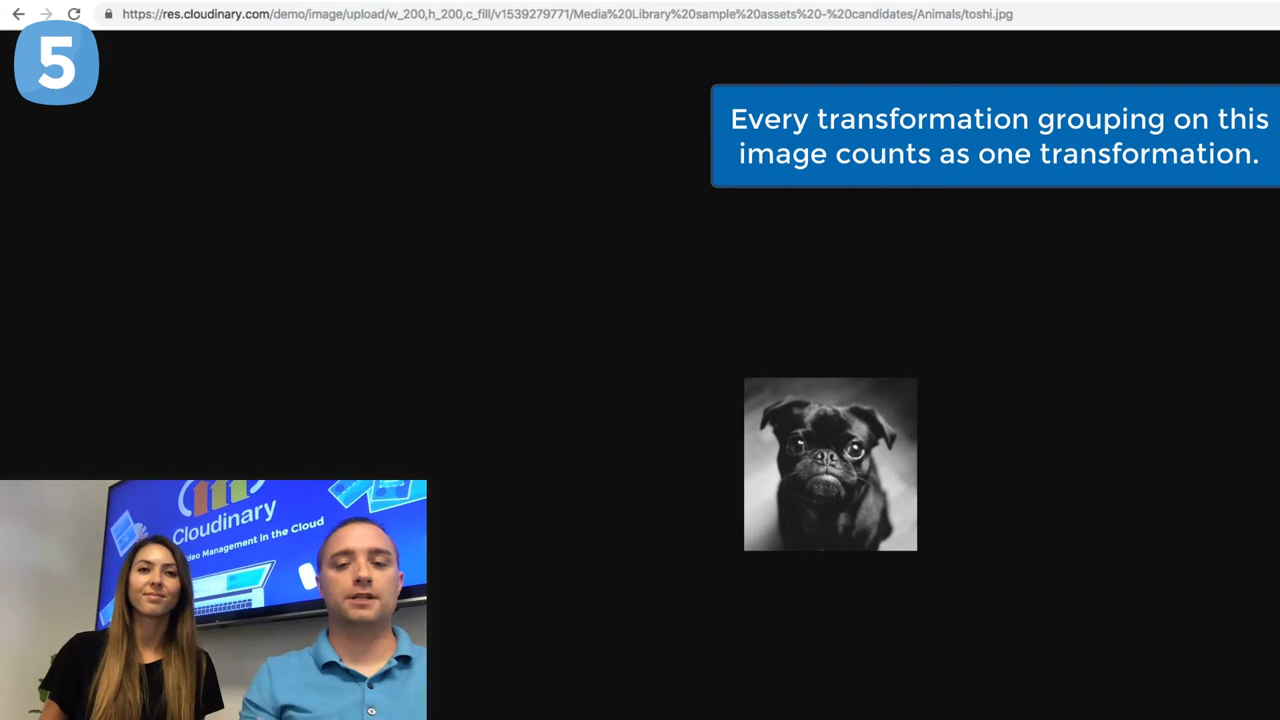 https://res.cloudinary.com/demo/image/upload/w_200,h_200,c_fill/v1539279771/Media%20Library%20sample%20assets%20-%20candidates/Animals/toshi.jpg
5
Every transformation grouping on this
image counts as one transformation.
Cloudinary
Management in the Cloud